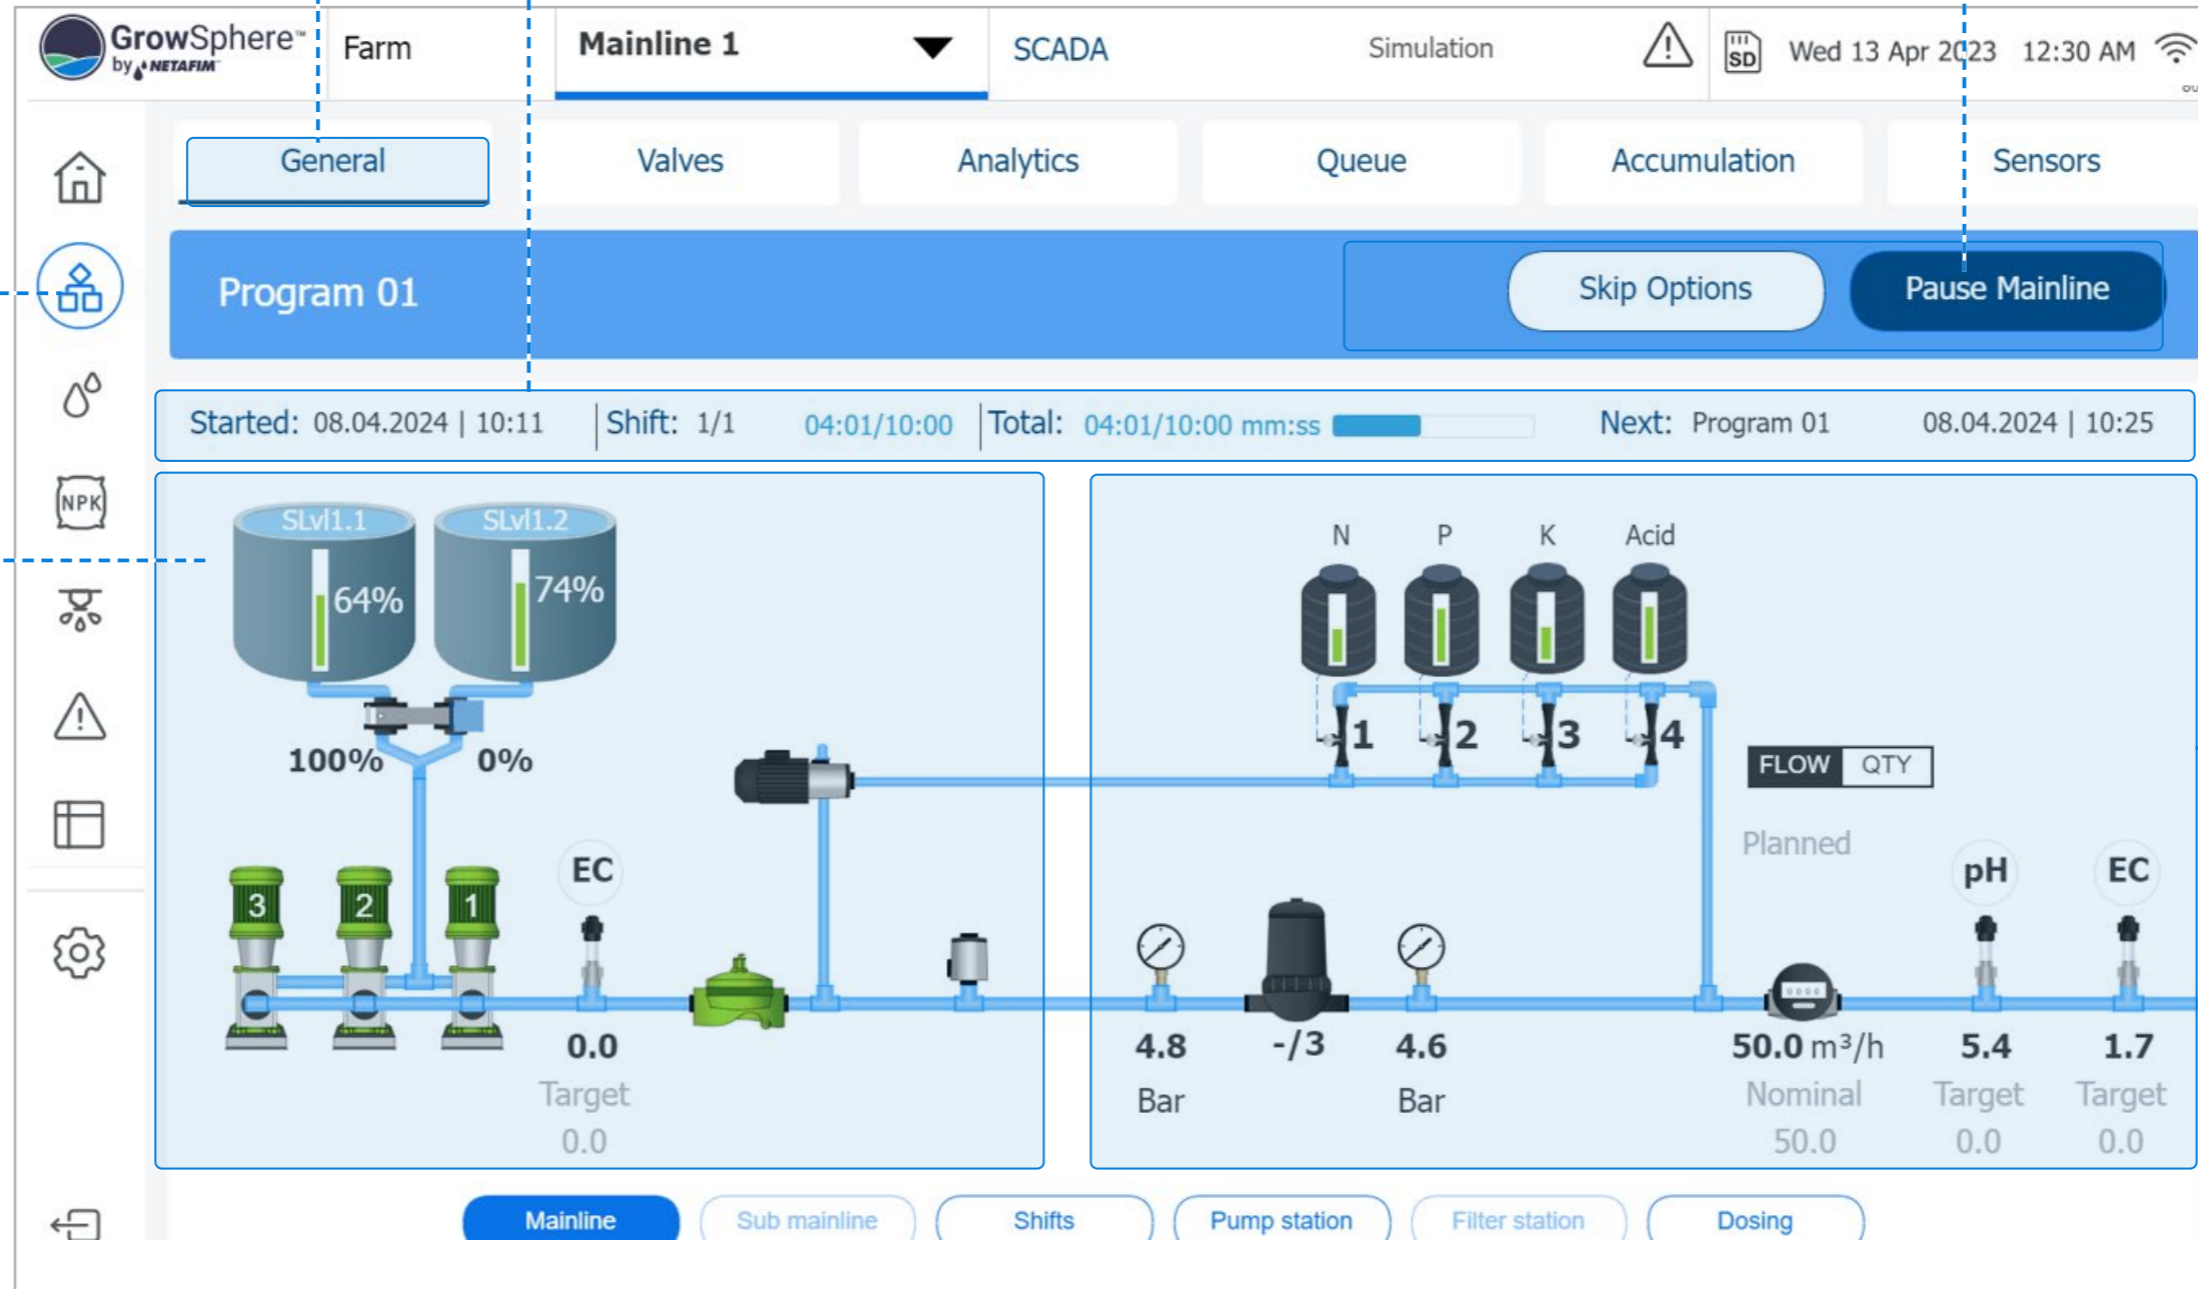 GrowSphere™
by NETAFIM™
Farm
Mainline 1
SCADA
Simulation
SD
Wed 13 Apr 2023 12:30 AM
General
Valves
Analytics
Queue
Accumulation
Sensors
Program 01
Skip Options
Pause Mainline
Started: 08.04.2024 | 10:11 Shift: 1/1 04:01/10:00 Total: 04:01/10:00 mm:ss Next: Program 01 08.04.2024 | 10:25
NPK
SLvl1.1
SLvl1.2
64%
74%
100%
0%
N P K Acid
1 2 3 4
FLOW QTY
Planned
3 2 1
EC
pH
EC
0.0
Target
0.0
4.8
Bar
-/3
4.6
Bar
50.0 m³/h
Nominal
50.0
5.4
Target
0.0
1.7
Target
0.0
Mainline
Sub mainline
Shifts
Pump station
Filter station
Dosing